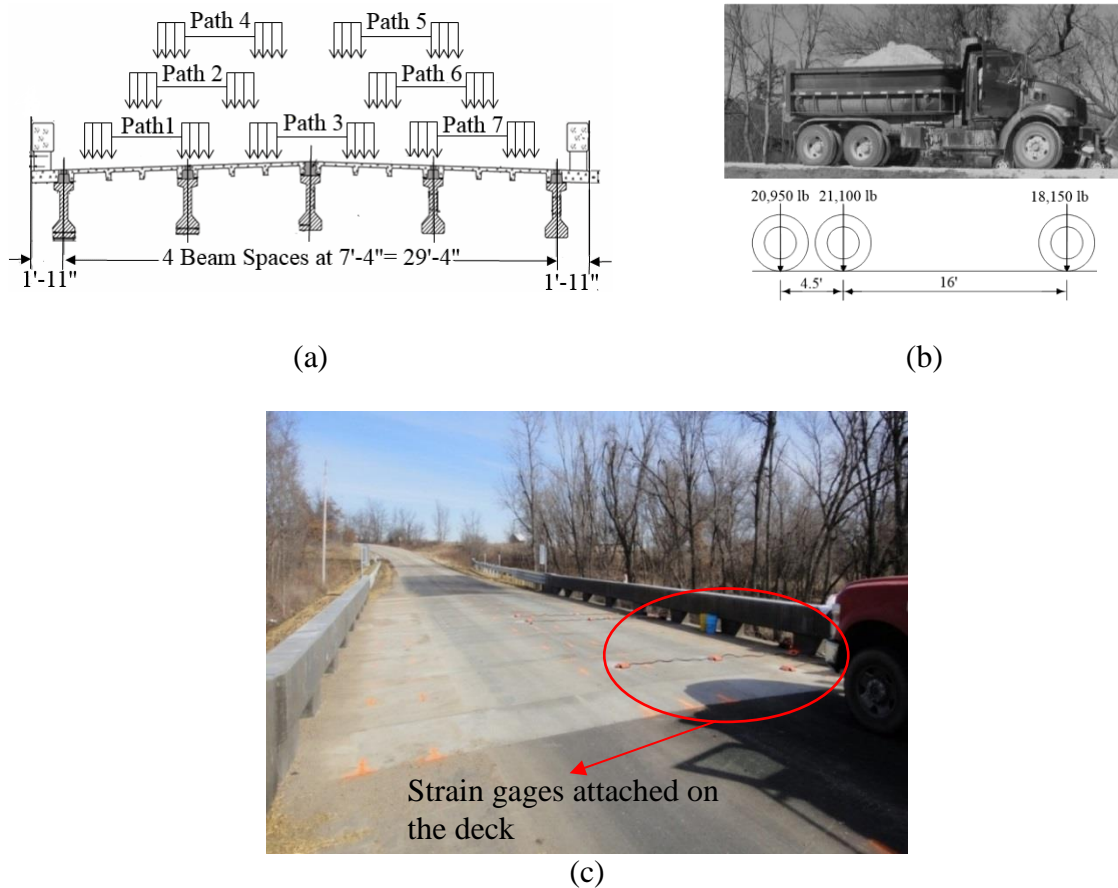 Path 4
Path 5
Path 2
Path 6
Path1
Path 3
Path 7
4 Beam Spaces at 7'-4"= 29'-4"
1'-11"
1'-11"
(a)
20,950 lb
21,100 lb
18,150 lb
4.5'
16'
(b)
Strain gages attached on
the deck
(c)